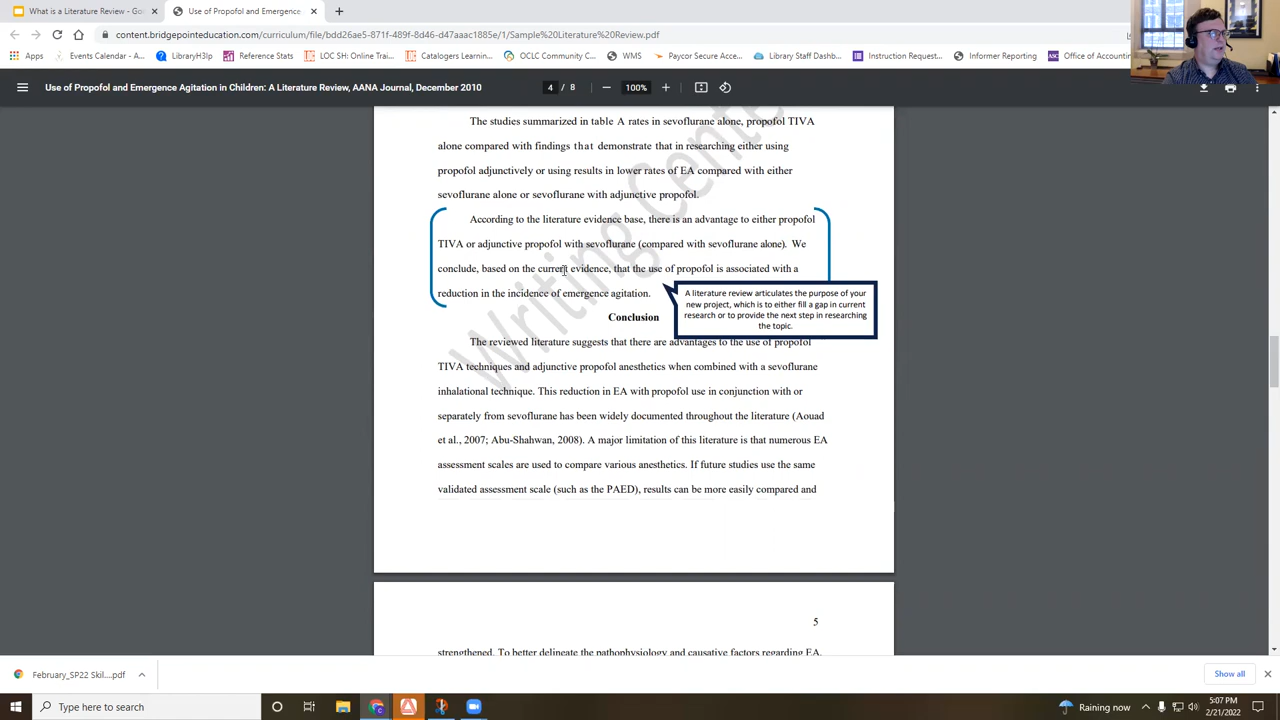 What is a Literature Review - Go
Use of Propofol and Emergence
content.bridgepointeducation.com/curriculum/file/bdd26ae5-871f-489f-8d46-d47aabc1885e/1/Sample%20Literature%20Review.pdf
Apps
Events Calendar - A...
LibraryH3lp
Reference Stats
LOC SH: Online Trai...
Catalogers Learning...
OCLC Community C...
WMS
Paycor Secure Acce...
Library Staff Dashb...
Instruction Request...
Informer Reporting
Office of Accountin
Use of Propofol and Emergence Agitation in Children: A Literature Review, AANA Journal, December 2010
4 / 8
100%
The studies summarized in table A rates in sevoflurane alone, propofol TIVA
alone compared with findings that demonstrate that in researching either using
propofol adjunctively or using results in lower rates of EA compared with either
sevoflurane alone or sevoflurane with adjunctive propofol.
According to the literature evidence base, there is an advantage to either propofol
TIVA or adjunctive propofol with sevoflurane (compared with sevoflurane alone). We
conclude, based on the current evidence, that the use of propofol is associated with a
reduction in the incidence of emergence agitation.
A literature review articulates the purpose of your
new project, which is to either fill a gap in current
research or to provide the next step in researching
the topic.
Conclusion
The reviewed literature suggests that there are advantages to the use of propofol
TIVA techniques and adjunctive propofol anesthetics when combined with a sevoflurane
inhalational technique. This reduction in EA with propofol use in conjunction with or
separately from sevoflurane has been widely documented throughout the literature (Aouad
et al., 2007; Abu-Shahwan, 2008). A major limitation of this literature is that numerous EA
assessment scales are used to compare various anesthetics. If future studies use the same
validated assessment scale (such as the PAED), results can be more easily compared and
Writing Center
5
strengthened. To better delineate the pathophysiology and causative factors regarding EA,
February_SP22 Skil....pdf
Show all
Type here to search
Raining now
5:07 PM
2/21/2022